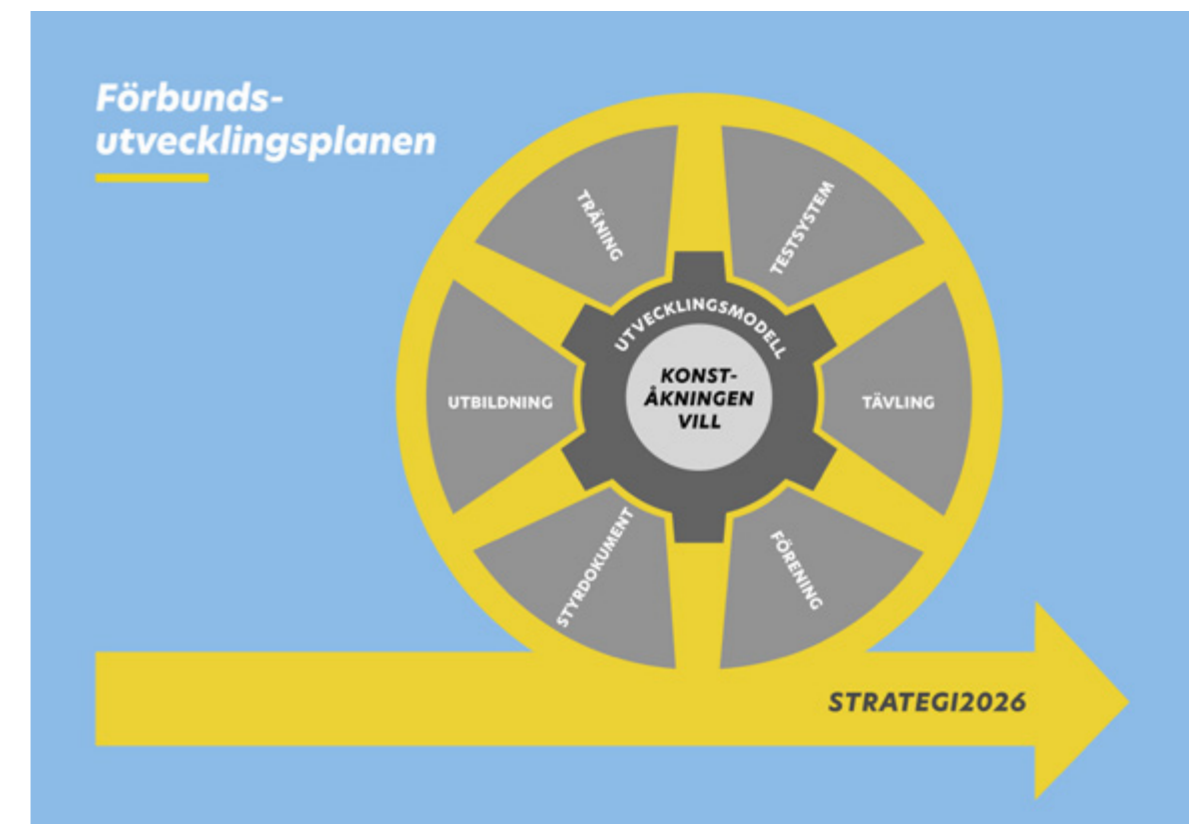 Förbunds-
utvecklingsplanen
TRÄNING
TESTSYSTEM
UTVECKLINGSMODELL
KONST-
ÅKNINGEN
VILL
UTBILDNING
TÄVLING
STYRDOKUMENT
FÖRENING
STRATEGI2026